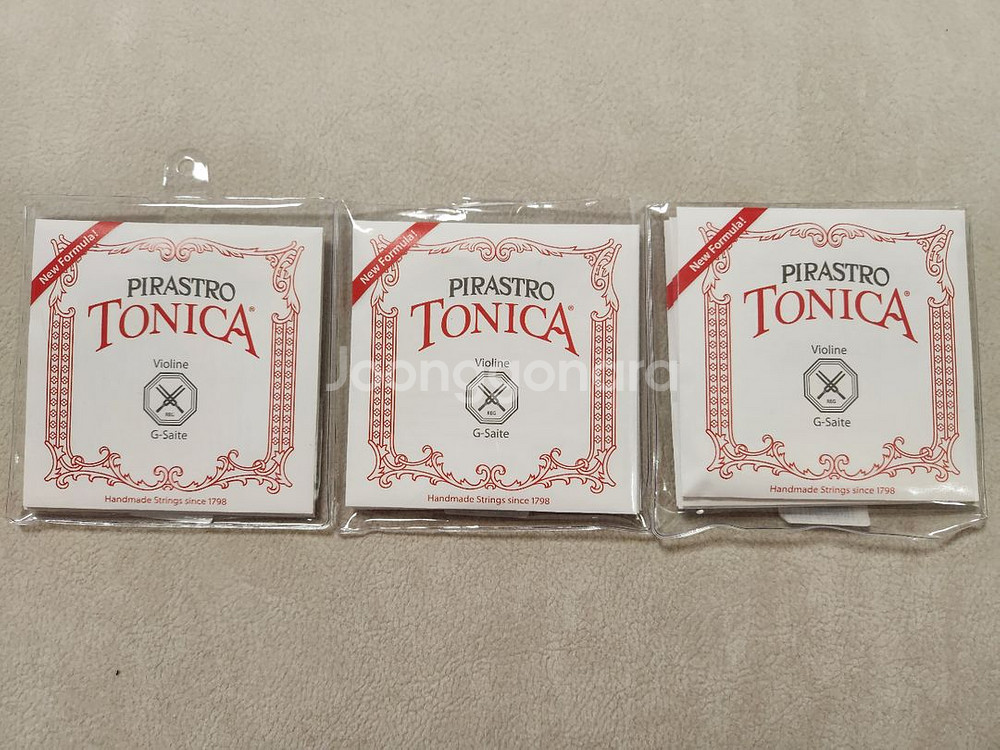 New Formula!
PIRASTRO
TONICA®
Violine
REG
G-Saite
Handmade Strings since 1798
New Formula!
PIRASTRO
TONICA®
Violine
REG
G-Saite
Handmade Strings since 1798
New Formula!
PIRASTRO
TONICA®
Violine
REG
G-Saite
Handmade Strings since 1798
Joonggonara